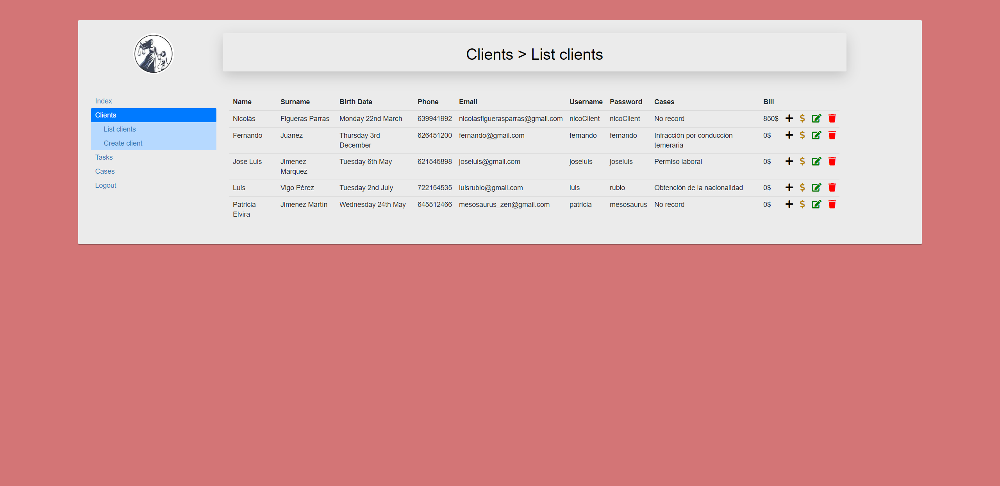 Clients > List clients
Index
Clients
List clients
Create client
Tasks
Cases
Logout
Name Surname Birth Date Phone Email Username Password Cases Bill
Nicolás Figueras Parras Monday 22nd March 639941992 nicolasfiguerasparras@gmail.com nicoClient nicoClient No record 850$
Fernando Juanez Thursday 3rd 626451200 fernando@gmail.com fernando fernando Infracción por conducción 0$
December temeraria
Jose Luis Jimenez Tuesday 6th May 621545898 joseluis@gmail.com joseluis joseluis Permiso laboral 0$
Marquez
Luis Vigo Pérez Tuesday 2nd July 722154535 luisrubio@gmail.com luis rubio Obtención de la nacionalidad 0$
Patricia Jimenez Martín Wednesday 24th May 645512466 mesosaurus_zen@gmail.com patricia mesosaurus No record 0$
Elvira